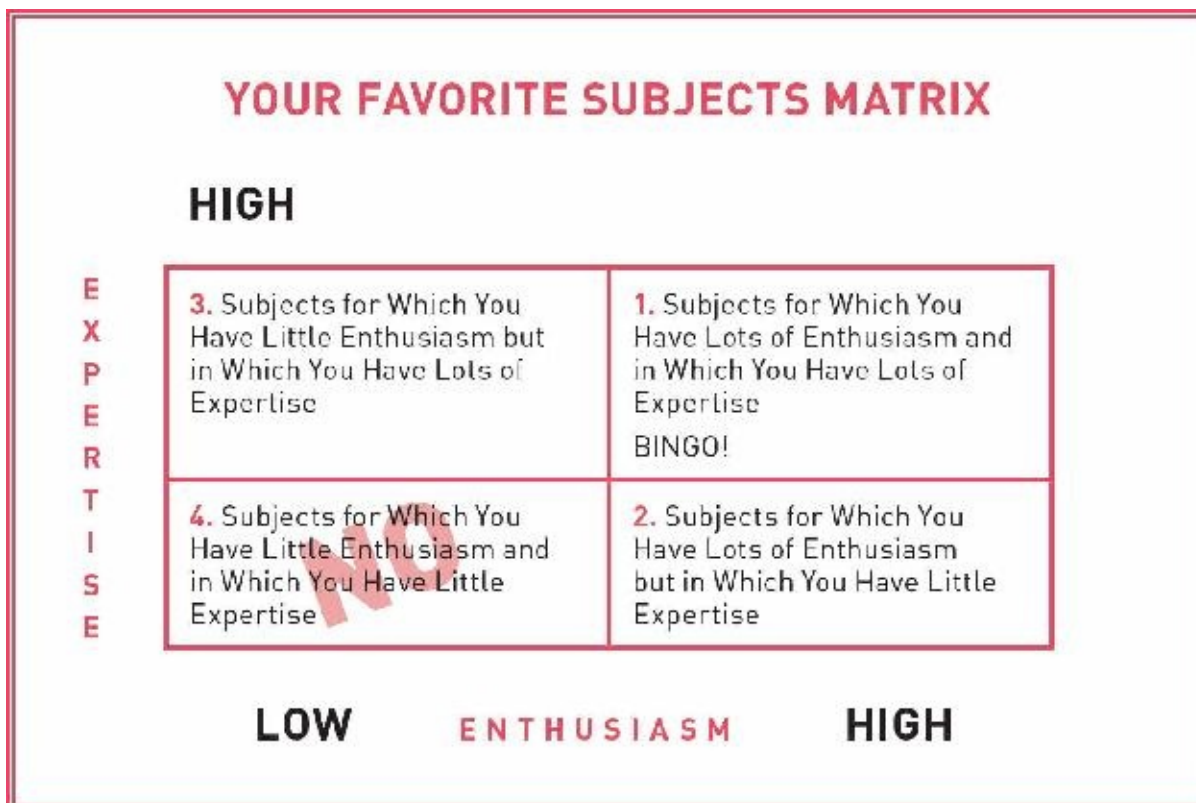 YOUR FAVORITE SUBJECTS MATRIX
HIGH
EXPERTISE
3. Subjects for Which You
Have Little Enthusiasm but
in Which You Have Lots of
Expertise
1. Subjects for Which You
Have Lots of Enthusiasm and
in Which You Have Lots of
Expertise
BINGO!
4. Subjects for Which You
Have Little Enthusiasm and
in Which You Have Little
Expertise
NO
2. Subjects for Which You
Have Lots of Enthusiasm
but in Which You Have Little
Expertise
LOW ENTHUSIASM HIGH